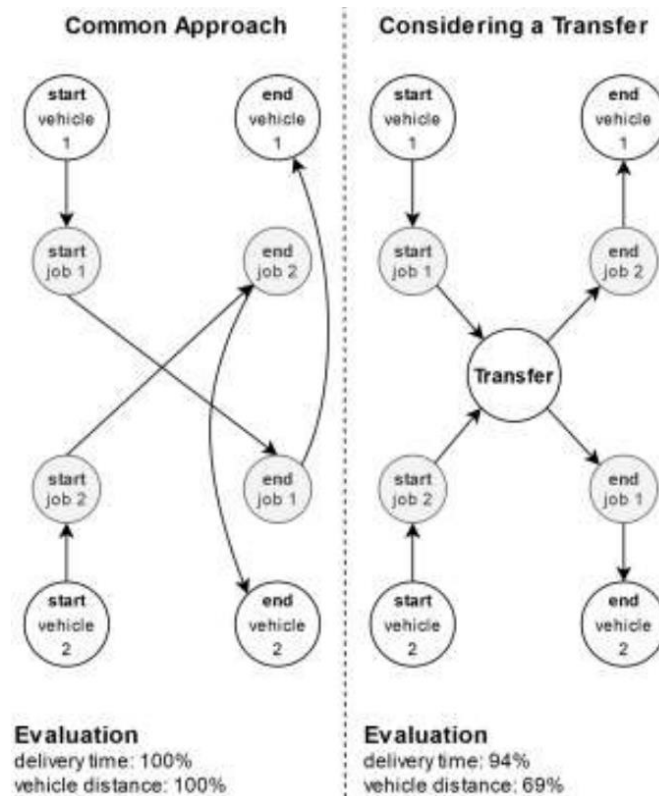 Common Approach
start
vehicle
1
end
vehicle
1
start
job 1
end
job 2
start
job 2
end
job 1
start
vehicle
2
end
vehicle
2
Evaluation
delivery time: 100%
vehicle distance: 100%
Considering a Transfer
start
vehicle
1
end
vehicle
1
start
job 1
end
job 2
Transfer
start
job 2
end
job 1
start
vehicle
2
end
vehicle
2
Evaluation
delivery time: 94%
vehicle distance: 69%